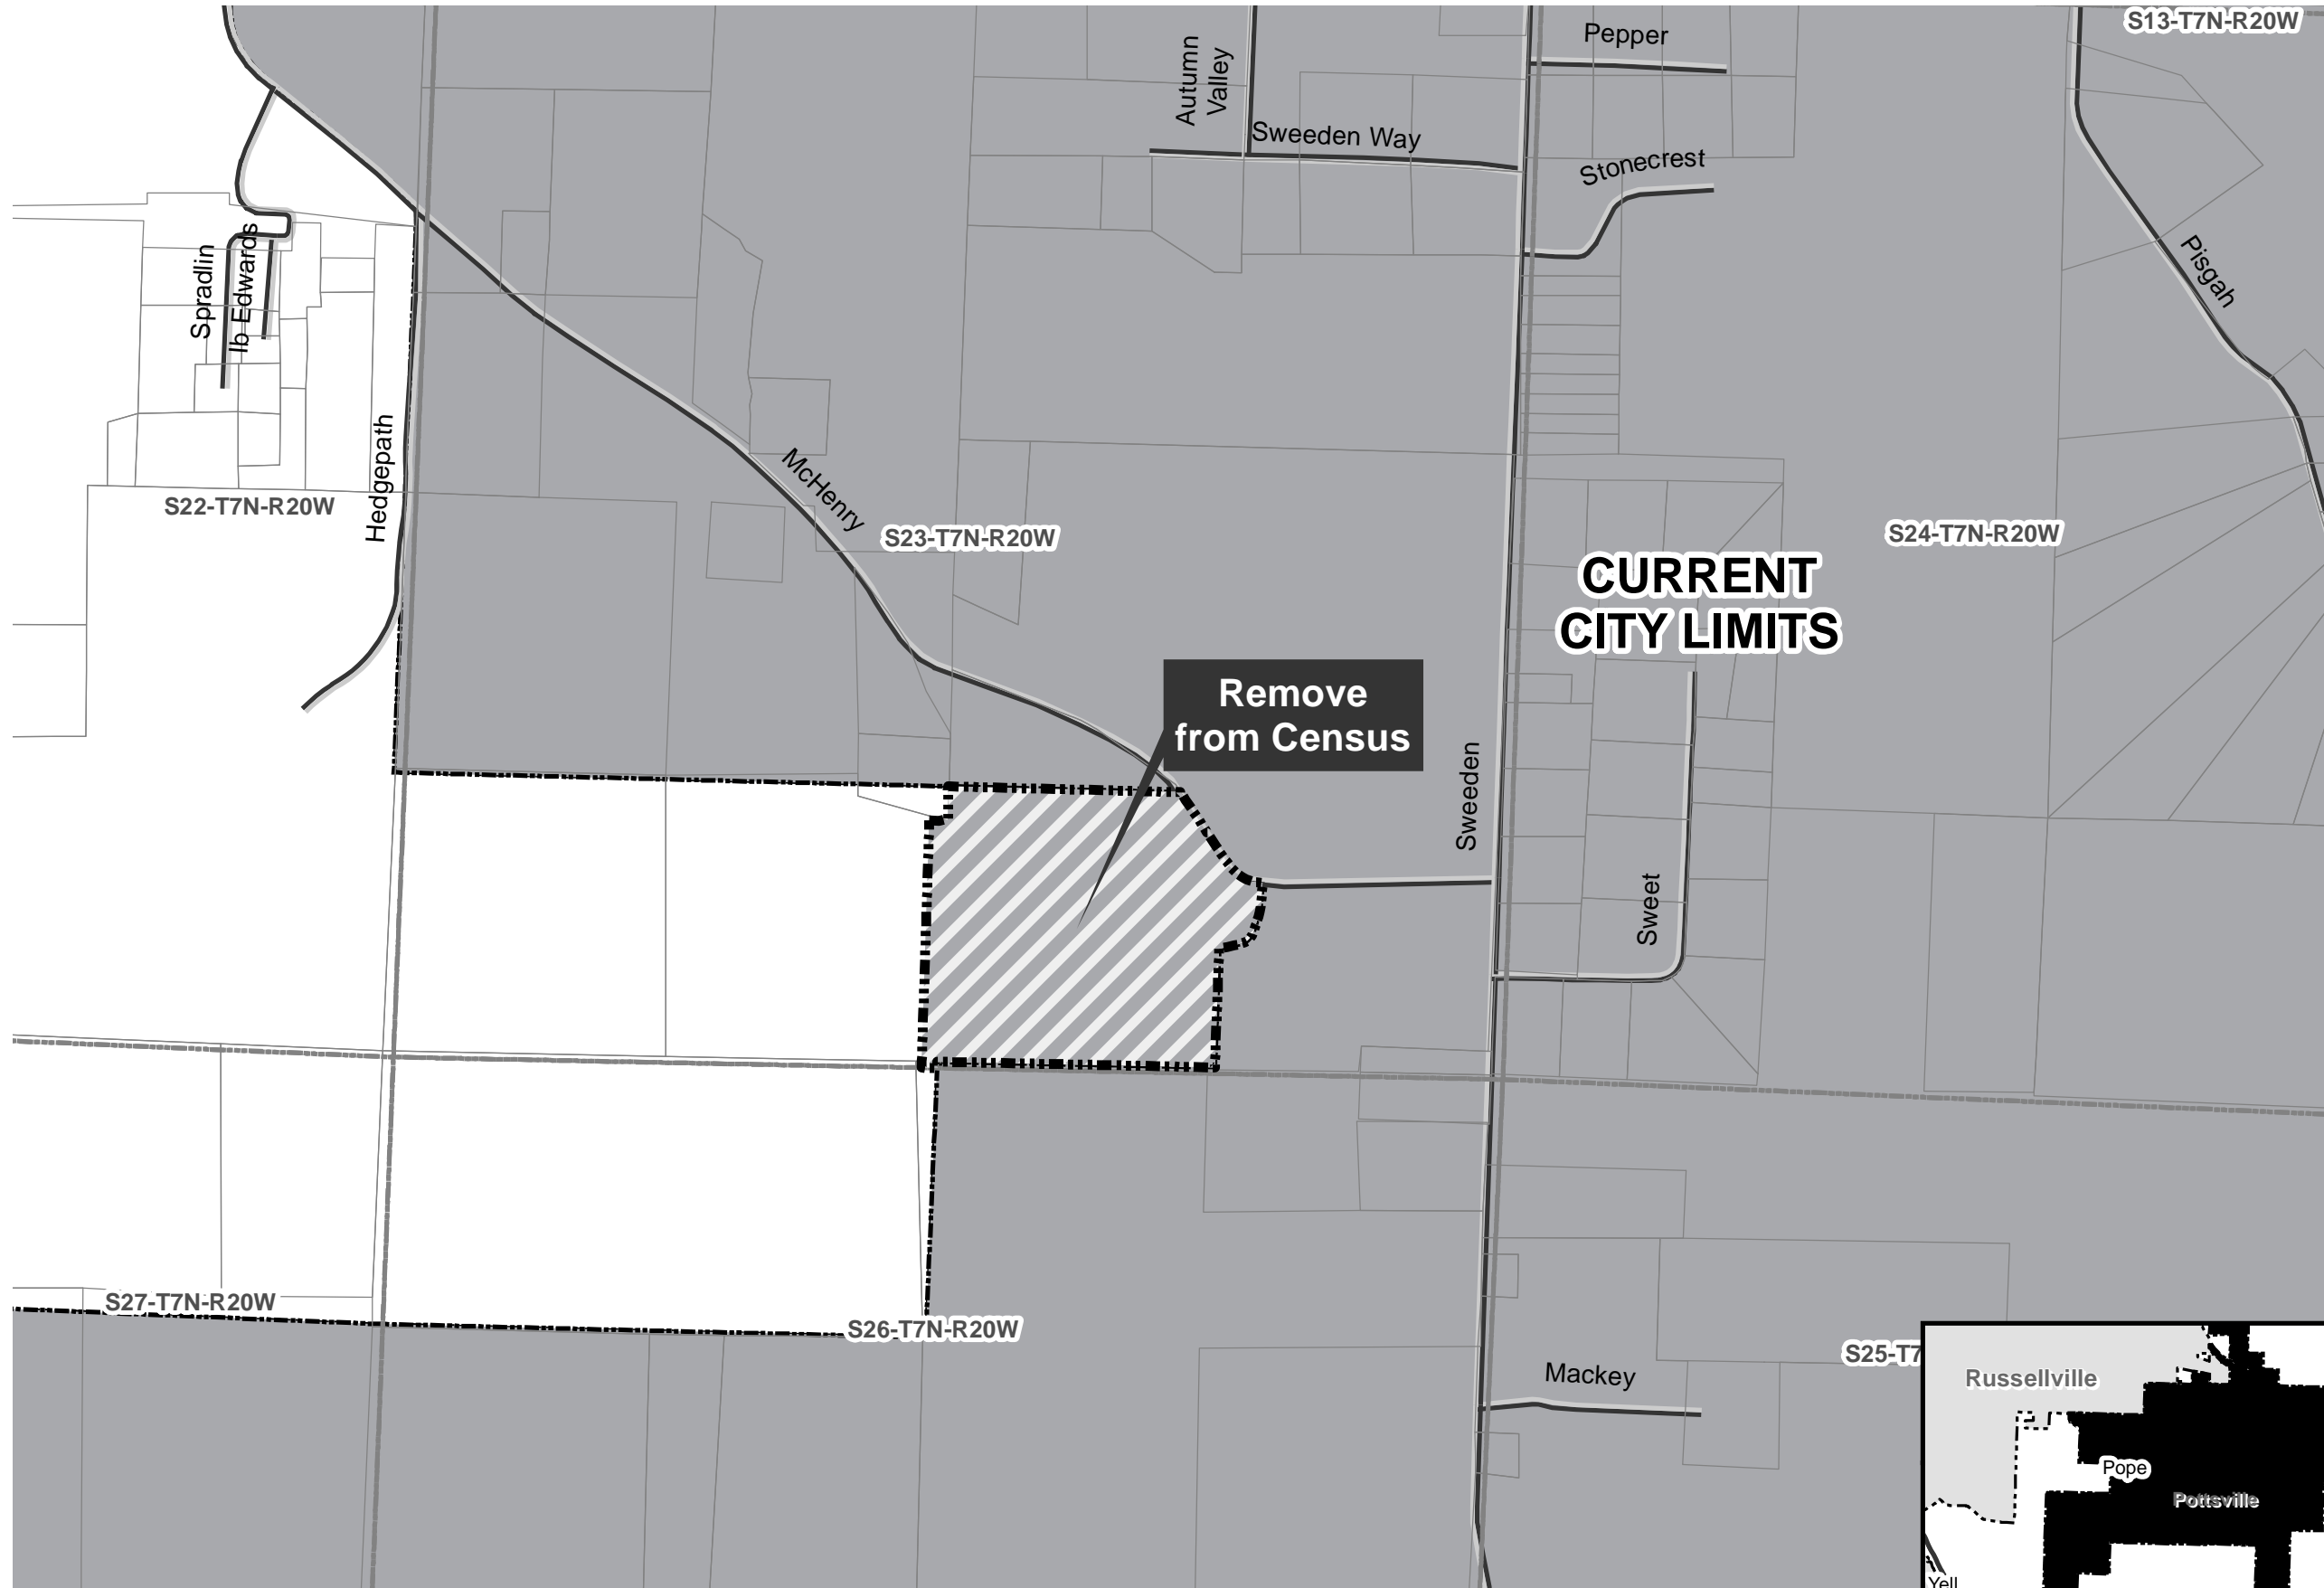 S13-T7N-R20W
Pepper
Autumn
Valley
Sweeden Way
Stonecrest
Pisgah
Spradlin
Ib Edwards
Hedgepath
McHenry
S22-T7N-R20W
S23-T7N-R20W
S24-T7N-R20W
CURRENT
CITY LIMITS
Remove
from Census
Sweeden
Sweet
S27-T7N-R20W
S26-T7N-R20W
S25-T7
Mackey
Russellville
Pope
Pottsville
Yell